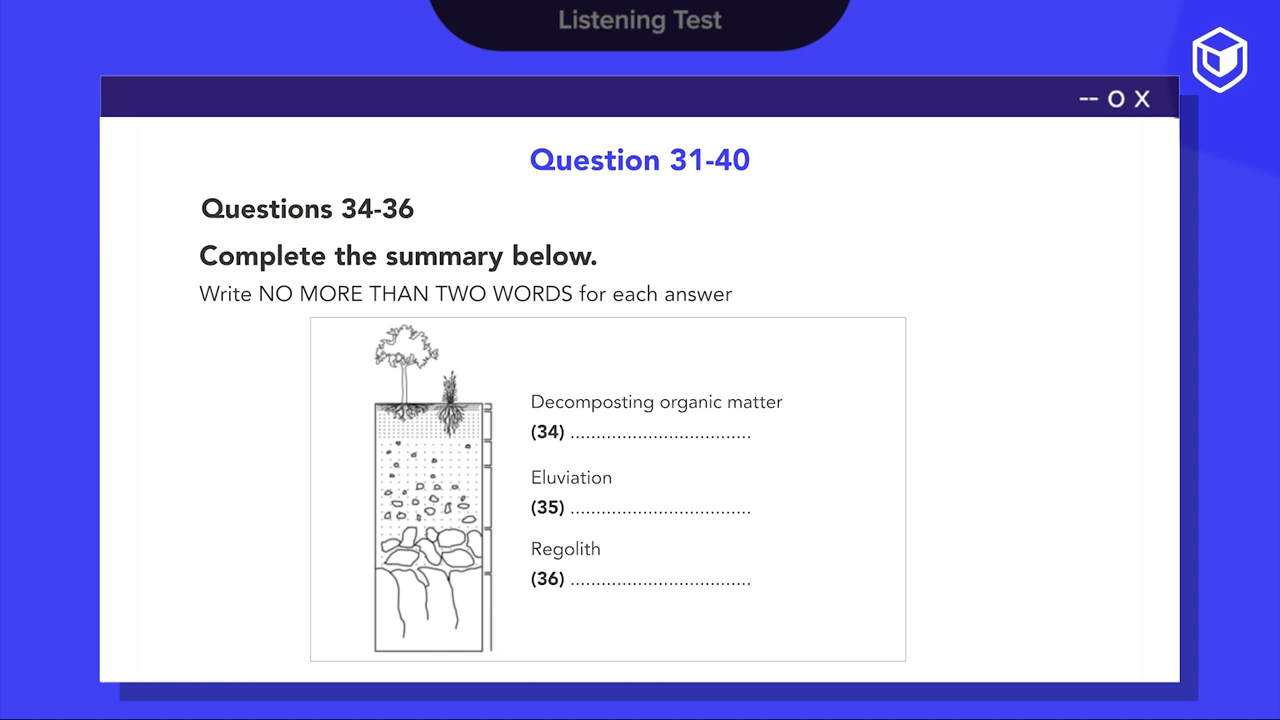 Listening Test
-- O X
Question 31-40
Questions 34-36
Complete the summary below.
Write NO MORE THAN TWO WORDS for each answer
Decomposting organic matter
(34) ...................................
Eluviation
(35) ...................................
Regolith
(36) ...................................